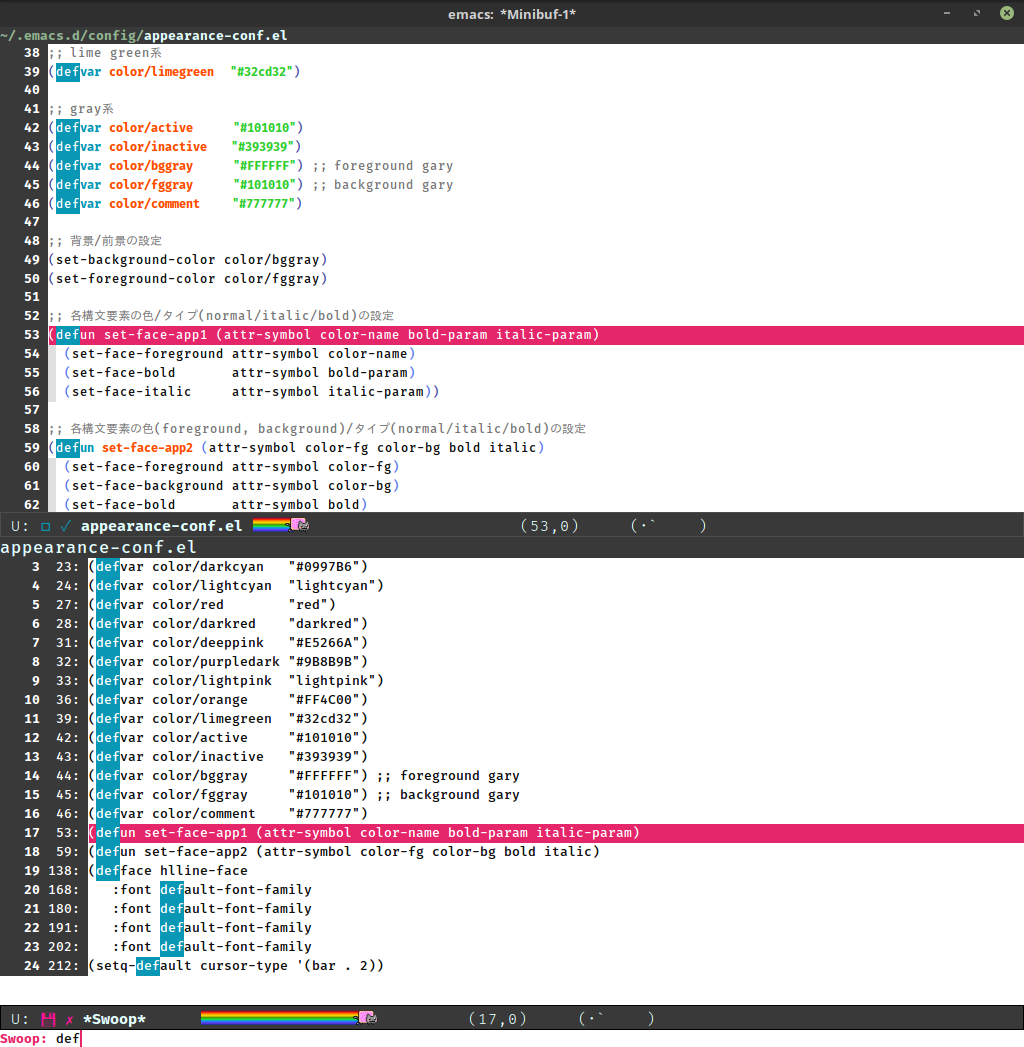 emacs: *Minibuf-1*
~/.emacs.d/config/appearance-conf.el
38 ;; lime green系
39 (defvar color/limegreen  "#32cd32")
40
41 ;; gray系
42 (defvar color/active     "#101010")
43 (defvar color/inactive   "#393939")
44 (defvar color/bggray     "#FFFFFF") ;; foreground gary
45 (defvar color/fggray     "#101010") ;; background gary
46 (defvar color/comment    "#777777")
47
48 ;; 背景/前景の設定
49 (set-background-color color/bggray)
50 (set-foreground-color color/fggray)
51
52 ;; 各構文要素の色/タイプ(normal/italic/bold)の設定
53 (defun set-face-app1 (attr-symbol color-name bold-param italic-param)
54   (set-face-foreground attr-symbol color-name)
55   (set-face-bold       attr-symbol bold-param)
56   (set-face-italic     attr-symbol italic-param))
57
58 ;; 各構文要素の色(foreground, background)/タイプ(normal/italic/bold)の設定
59 (defun set-face-app2 (attr-symbol color-fg color-bg bold italic)
60   (set-face-foreground attr-symbol color-fg)
61   (set-face-background attr-symbol color-bg)
62   (set-face-bold       attr-symbol bold)
U: ✓ appearance-conf.el (53,0) (・`    )
appearance-conf.el
3  23: (defvar color/darkcyan   "#0997B6")
4  24: (defvar color/lightcyan  "lightcyan")
5  27: (defvar color/red        "red")
6  28: (defvar color/darkred    "darkred")
7  31: (defvar color/deeppink   "#E5266A")
8  32: (defvar color/purpledark "#9B8B9B")
9  33: (defvar color/lightpink  "lightpink")
10  36: (defvar color/orange     "#FF4C00")
11  39: (defvar color/limegreen  "#32cd32")
12  42: (defvar color/active     "#101010")
13  43: (defvar color/inactive   "#393939")
14  44: (defvar color/bggray     "#FFFFFF") ;; foreground gary
15  45: (defvar color/fggray     "#101010") ;; background gary
16  46: (defvar color/comment    "#777777")
17  53: (defun set-face-app1 (attr-symbol color-name bold-param italic-param)
18  59: (defun set-face-app2 (attr-symbol color-fg color-bg bold italic)
19 138: (defface hlline-face
20 168:    :font default-font-family
21 180:    :font default-font-family
22 191:    :font default-font-family
23 202:    :font default-font-family
24 212: (setq-default cursor-type '(bar . 2))
U: ✗ *Swoop* (17,0) (・`    )
Swoop: def